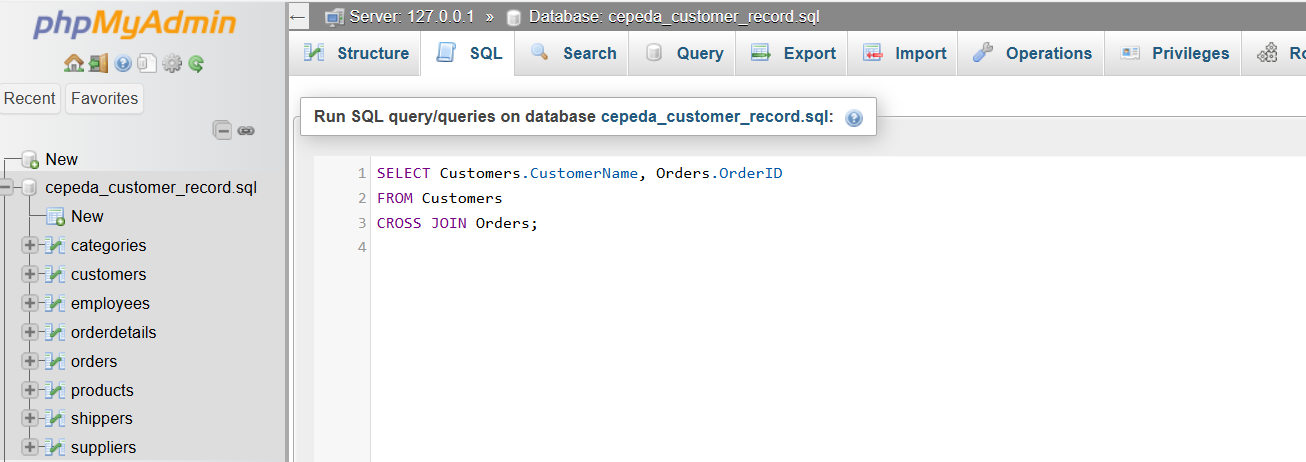 phpMyAdmin
Recent
Favorites
New
cepeda_customer_record.sql
New
categories
customers
employees
orderdetails
orders
products
shippers
suppliers
Server: 127.0.0.1 » Database: cepeda_customer_record.sql
Structure
SQL
Search
Query
Export
Import
Operations
Privileges
Ro
Run SQL query/queries on database cepeda_customer_record.sql:
1 SELECT Customers.CustomerName, Orders.OrderID
2 FROM Customers
3 CROSS JOIN Orders;
4